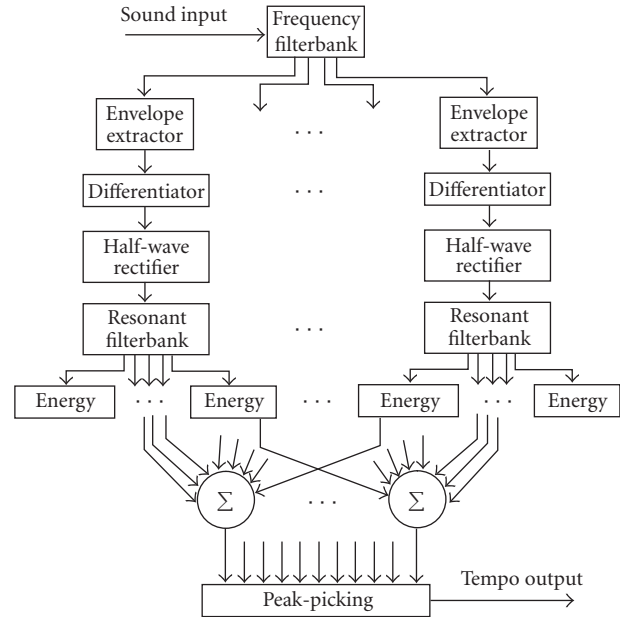 Sound input
Frequency
filterbank
Envelope
extractor
. . .
Envelope
extractor
Differentiator
. . .
Differentiator
Half-wave
rectifier
Half-wave
rectifier
Resonant
filterbank
. . .
Resonant
filterbank
Energy
. . .
Energy
. . .
Energy
. . .
Energy
Σ
. . .
Σ
Tempo output
Peak-picking